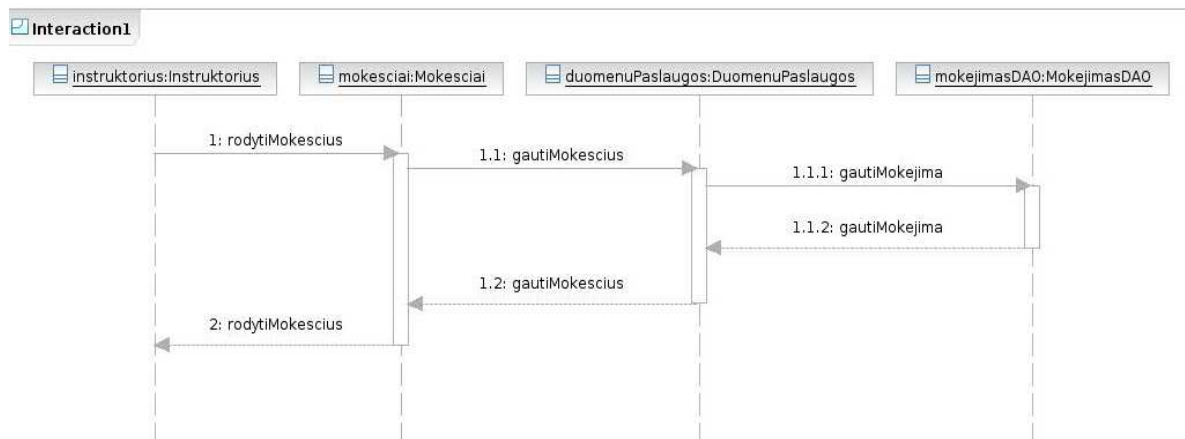 Interaction1
instruktorius:Instruktorius
mokesciai:Mokesciai
duomenuPaslaugos:DuomenuPaslaugos
mokejimasDAO:MokejimasDAO
1: rodytiMokescius
1.1: gautiMokescius
1.1.1: gautiMokejima
1.1.2: gautiMokejima
1.2: gautiMokescius
2: rodytiMokescius